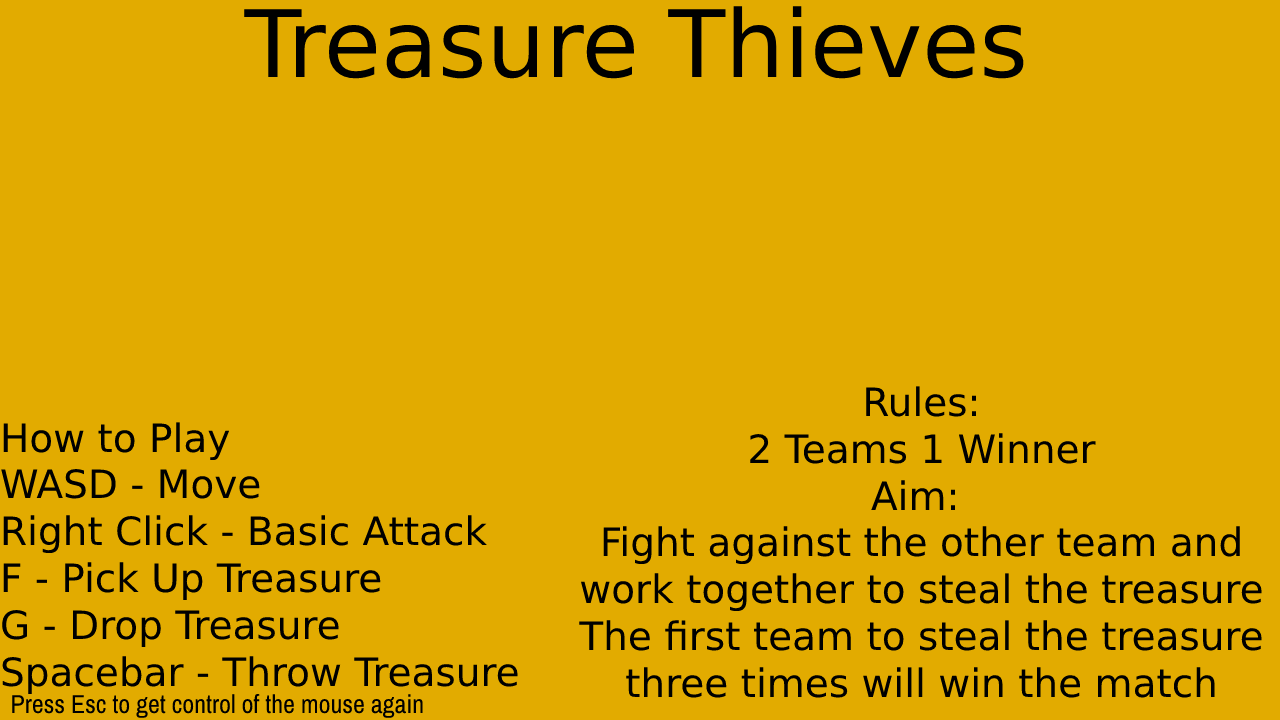 Treasure Thieves
How to Play
WASD - Move
Right Click - Basic Attack
F - Pick Up Treasure
G - Drop Treasure
Spacebar - Throw Treasure
Press Esc to get control of the mouse again
Rules:
2 Teams 1 Winner
Aim:
Fight against the other team and
work together to steal the treasure
The first team to steal the treasure
three times will win the match